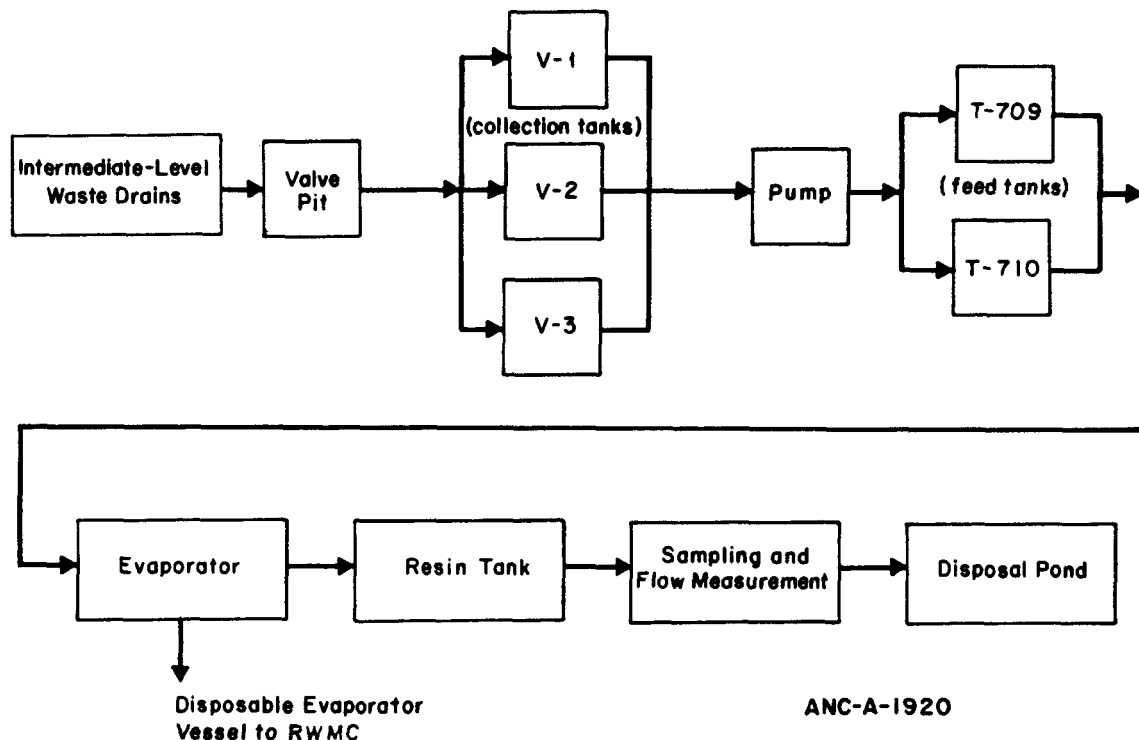 Intermediate-Level
Waste Drains
Valve
Pit
V-1
(collection tanks)
V-2
V-3
Pump
T-709
(feed tanks)
T-710
Evaporator
Resin Tank
Sampling and
Flow Measurement
Disposal Pond
Disposable Evaporator
Vessel to RWMC
ANC-A-1920